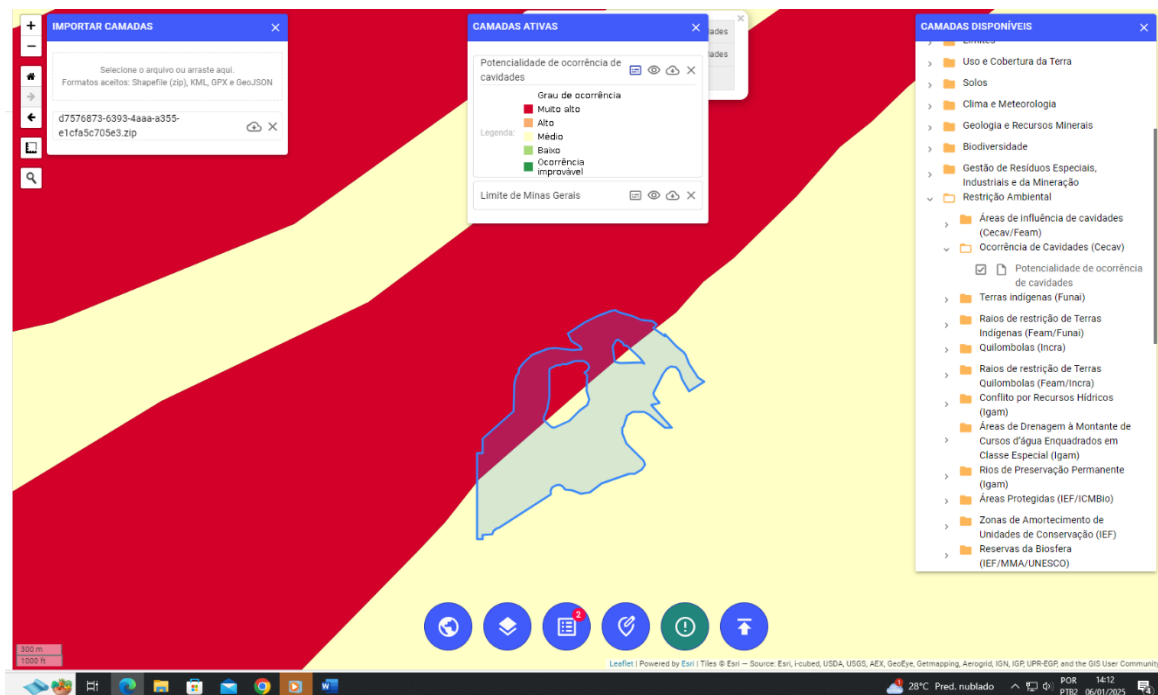 +
−
IMPORTAR CAMADAS
Selecione o arquivo ou arraste aqui.
Formatos aceitos: Shapefile (zip), KML, GPX e GeoJSON
d7576873-6393-4aaa-a355-
e1cfa5c705e3.zip
CAMADAS ATIVAS
Potencialidade de ocorrência de
cavidades
Legenda:
Grau de ocorrência
Muito alto
Alto
Médio
Baixo
Ocorrência
improvável
Limite de Minas Gerais
ades
ades
CAMADAS DISPONÍVEIS
Limites
Uso e Cobertura da Terra
Solos
Clima e Meteorologia
Geologia e Recursos Minerais
Biodiversidade
Gestão de Resíduos Especiais,
Industriais e da Mineração
Restrição Ambiental
Áreas de influência de cavidades
(Cecav/Feam)
Ocorrência de Cavidades (Cecav)
Potencialidade de ocorrência
de cavidades
Terras indígenas (Funai)
Raios de restrição de Terras
Indígenas (Feam/Funai)
Quilombolas (Incra)
Raios de restrição de Terras
Quilombolas (Feam/Incra)
Conflito por Recursos Hídricos
(Igam)
Áreas de Drenagem à Montante de
Cursos d'água Enquadrados em
Classe Especial (Igam)
Rios de Preservação Permanente
(Igam)
Áreas Protegidas (IEF/ICMBio)
Zonas de Amortecimento de
Unidades de Conservação (IEF)
Reservas da Biosfera
(IEF/MMA/UNESCO)
2
300 m
1000 ft
Leaflet | Powered by Esri | Tiles © Esri — Source: Esri, i-cubed, USDA, USGS, AEX, GeoEye, Getmapping, Aerogrid, IGN, IGP, UPR-EGP, and the GIS User Community
28°C Pred. nublado
POR
PTB2
14:12
06/01/2025